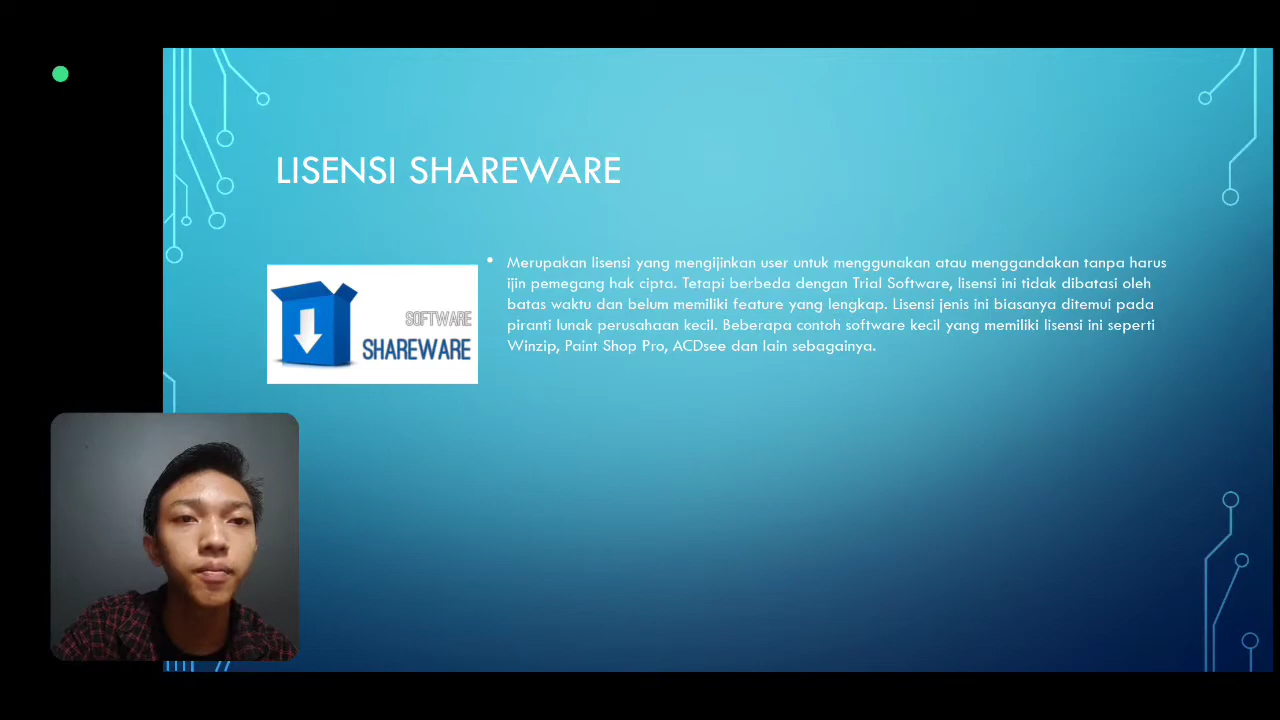 LISENSI SHAREWARE
SOFTWARE
SHAREWARE
Merupakan lisensi yang mengijinkan user untuk menggunakan atau menggandakan tanpa harus
ijin pemegang hak cipta. Tetapi berbeda dengan Trial Software, lisensi ini tidak dibatasi oleh
batas waktu dan belum memiliki feature yang lengkap. Lisensi jenis ini biasanya ditemui pada
piranti lunak perusahaan kecil. Beberapa contoh software kecil yang memiliki lisensi ini seperti
Winzip, Paint Shop Pro, ACDsee dan lain sebagainya.